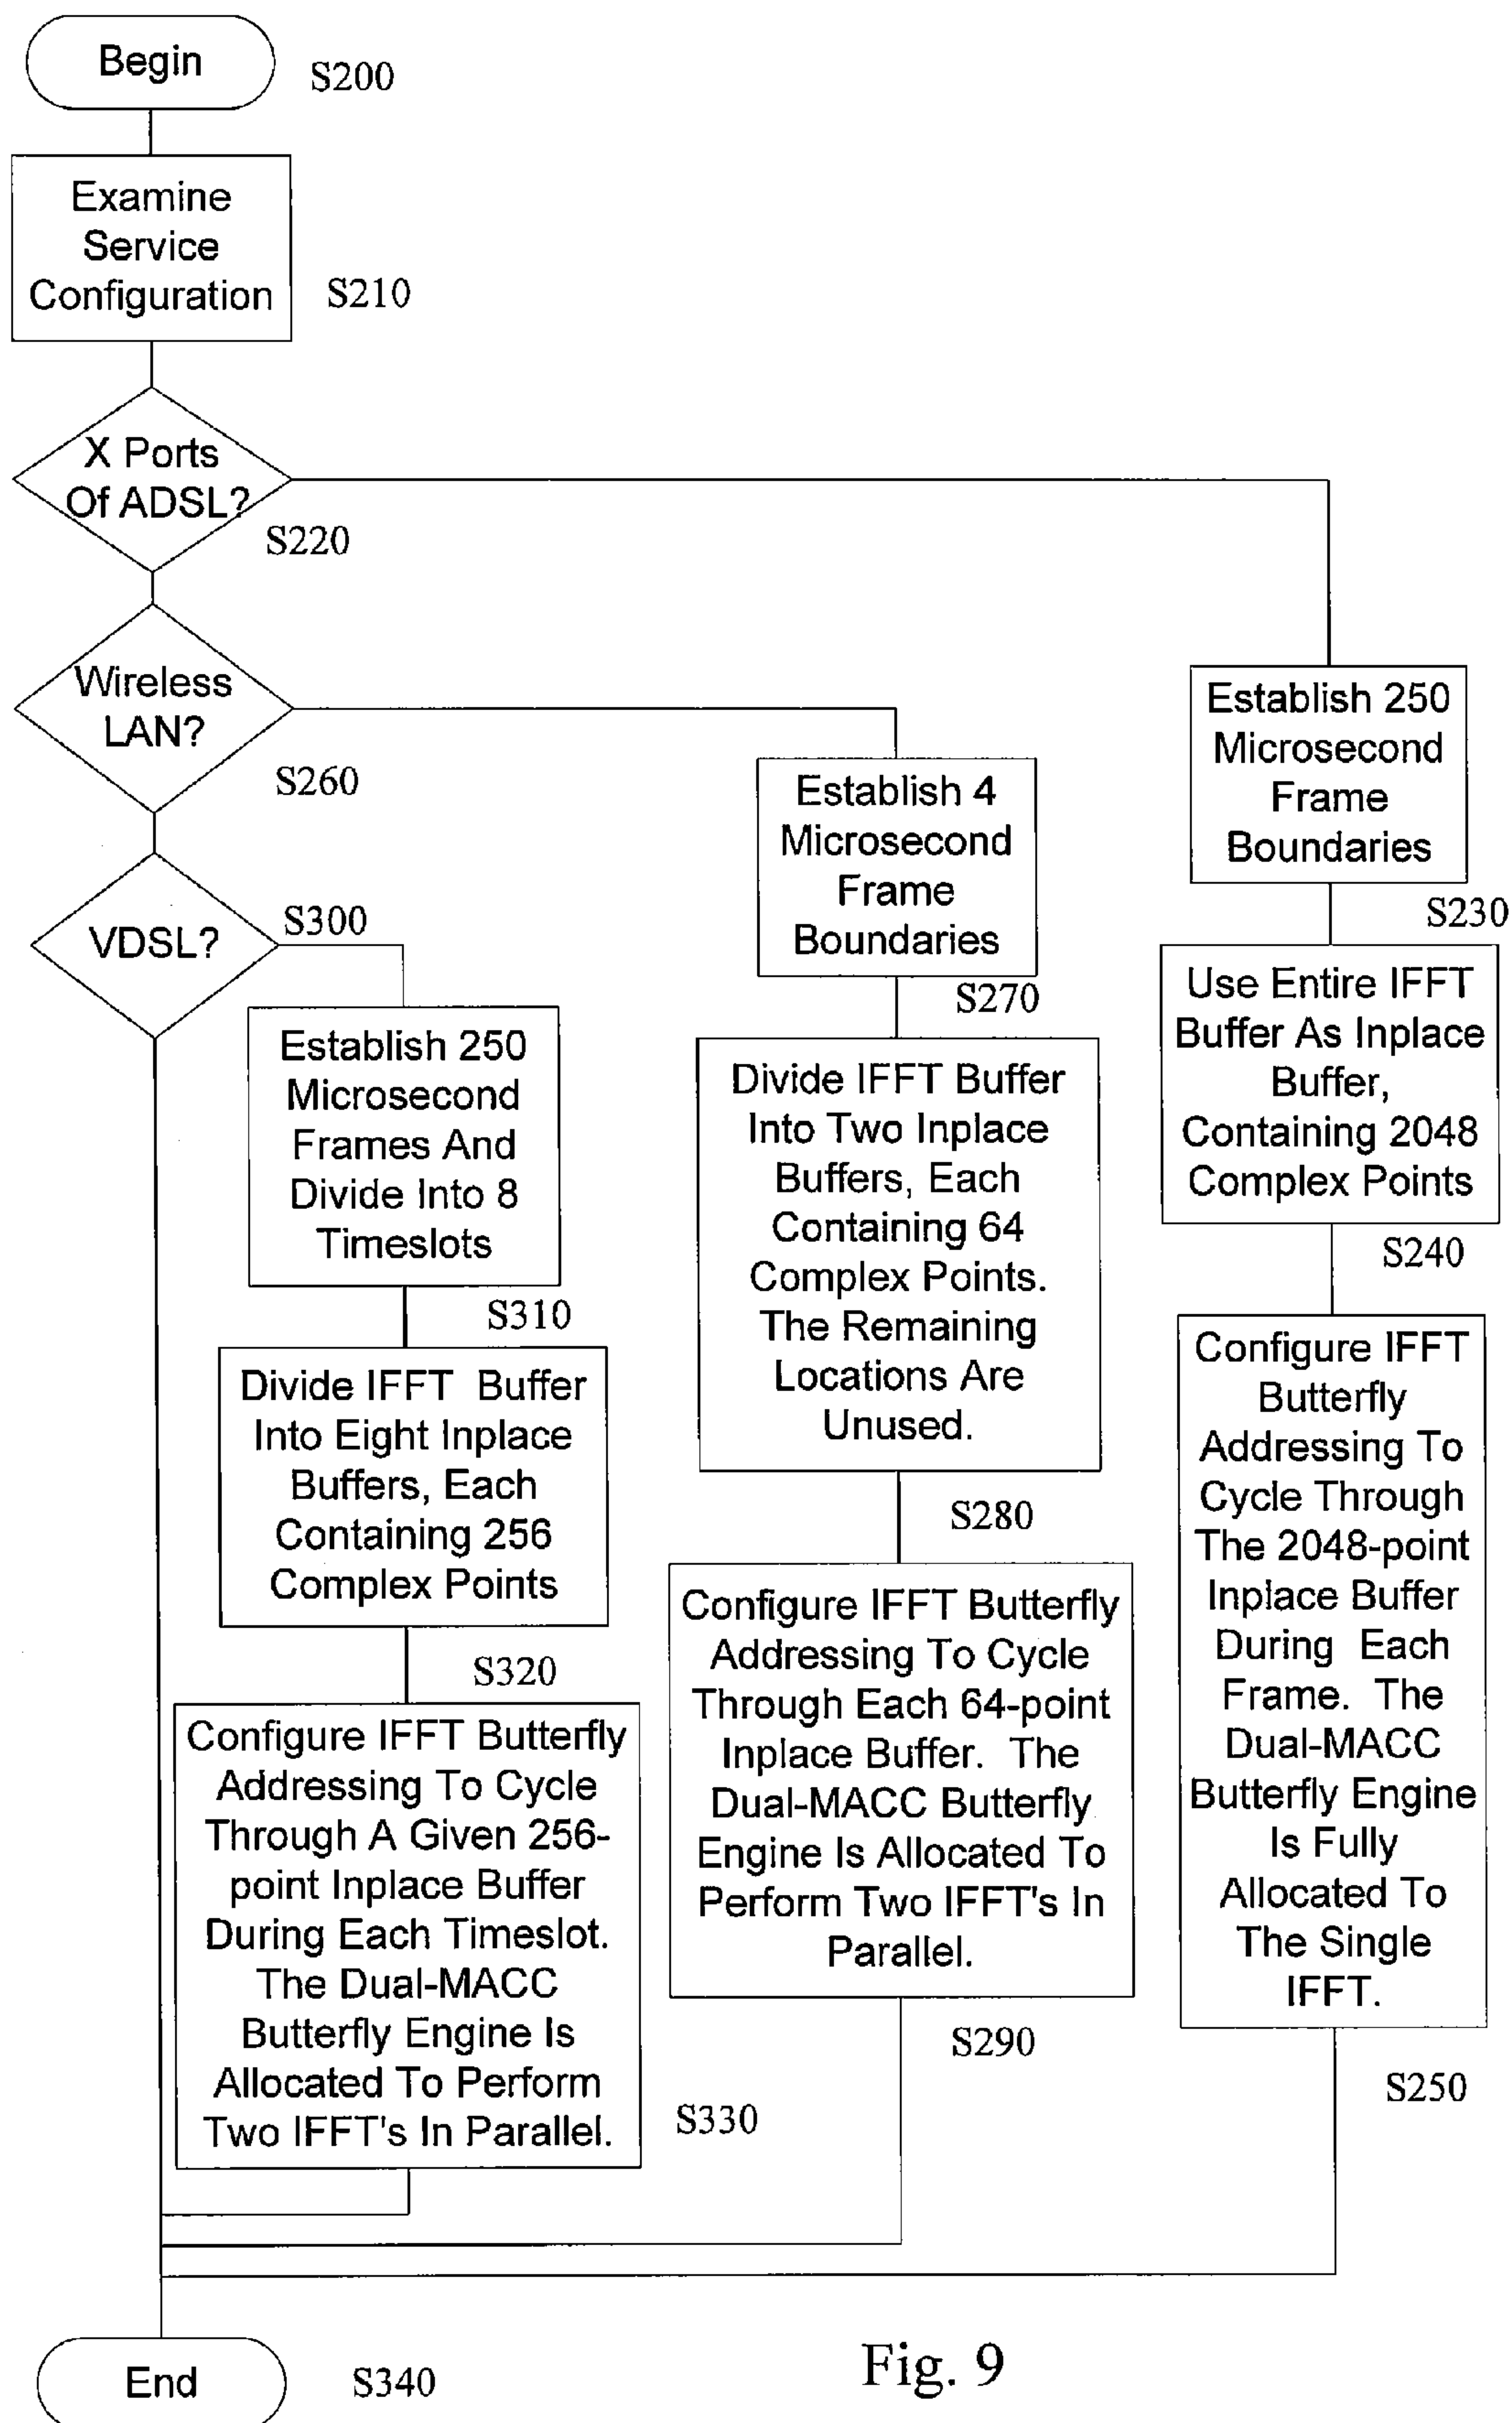 Begin
S200
Examine
Service
Configuration
S210
X Ports
Of ADSL?
S220
Wireless
LAN?
S260
VDSL?
S300
Establish 250
Microsecond
Frames And
Divide Into 8
Timeslots
S310
Divide IFFT Buffer
Into Eight Inplace
Buffers, Each
Containing 256
Complex Points
S320
Configure IFFT Butterfly
Addressing To Cycle
Through A Given 256-
point Inplace Buffer
During Each Timeslot.
The Dual-MACC
Butterfly Engine Is
Allocated To Perform
Two IFFT's In Parallel.
S330
Establish 4
Microsecond
Frame
Boundaries
S270
Divide IFFT Buffer
Into Two Inplace
Buffers, Each
Containing 64
Complex Points.
The Remaining
Locations Are
Unused.
S280
Configure IFFT Butterfly
Addressing To Cycle
Through Each 64-point
Inplace Buffer. The
Dual-MACC Butterfly
Engine Is Allocated To
Perform Two IFFT's In
Parallel.
S290
Establish 250
Microsecond
Frame
Boundaries
S230
Use Entire IFFT
Buffer As Inplace
Buffer,
Containing 2048
Complex Points
S240
Configure IFFT
Butterfly
Addressing To
Cycle Through
The 2048-point
Inplace Buffer
During Each
Frame. The
Dual-MACC
Butterfly Engine
Is Fully
Allocated To
The Single
IFFT.
S250
End
S340
Fig. 9